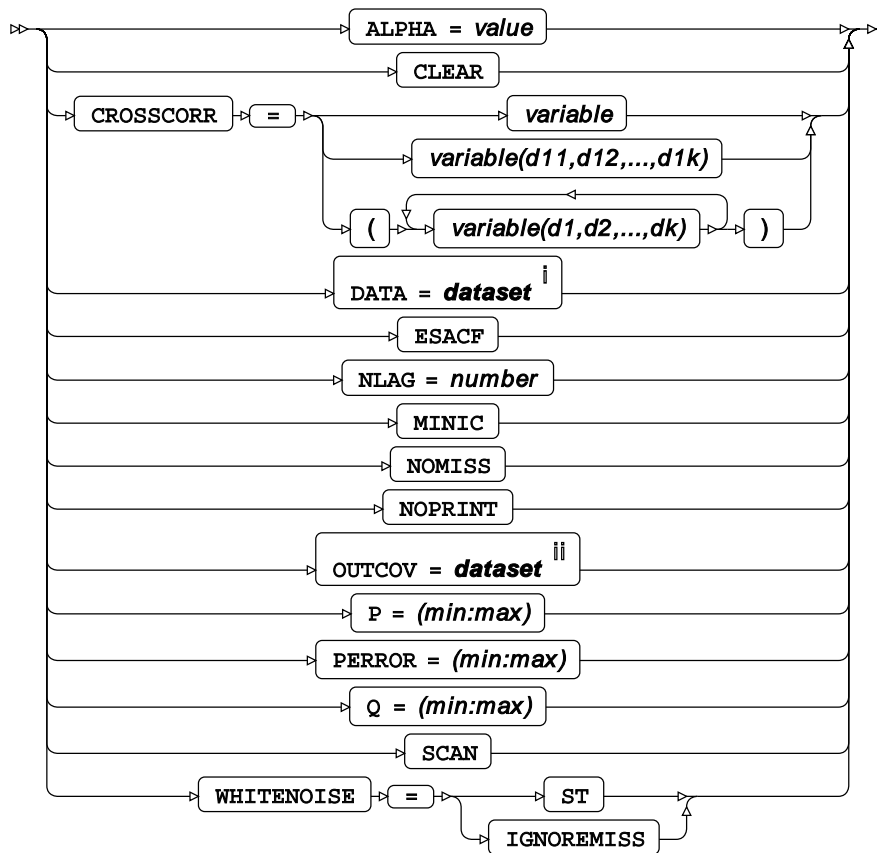 ALPHA = value
CLEAR
CROSSCORR = variable
variable(d11,d12,...,d1k)
( variable(d1,d2,...,dk) )
DATA = dataset i
ESACF
NLAG = number
MINIC
NOMISS
NOPRINT
OUTCOV = dataset ii
P = (min:max)
PERROR = (min:max)
Q = (min:max)
SCAN
WHITENOISE = ST
IGNOREMISS